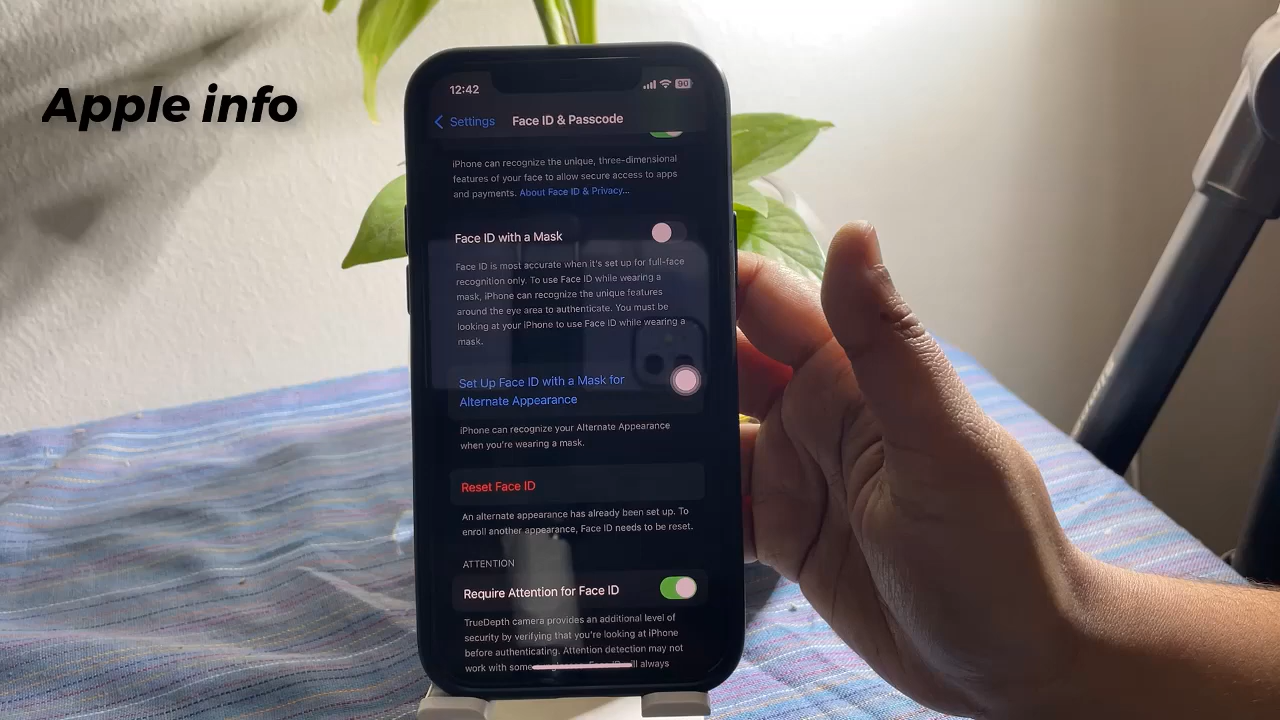 Apple info
12:42
90
Settings
Face ID & Passcode
iPhone can recognize the unique, three-dimensional
features of your face to allow secure access to apps
and payments. About Face ID & Privacy...
Face ID with a Mask
Face ID is most accurate when it's set up for full-face
recognition only. To use Face ID while wearing a
mask, iPhone can recognize the unique features
around the eye area to authenticate. You must be
looking at your iPhone to use Face ID while wearing a
mask.
Set Up Face ID with a Mask for
Alternate Appearance
iPhone can recognize your Alternate Appearance
when you're wearing a mask.
Reset Face ID
An alternate appearance has already been set up. To
enroll another appearance, Face ID needs to be reset.
ATTENTION
Require Attention for Face ID
TrueDepth camera provides an additional level of
security by verifying that you're looking at iPhone
before authenticating. Attention detection may not
work with some Face ID will always